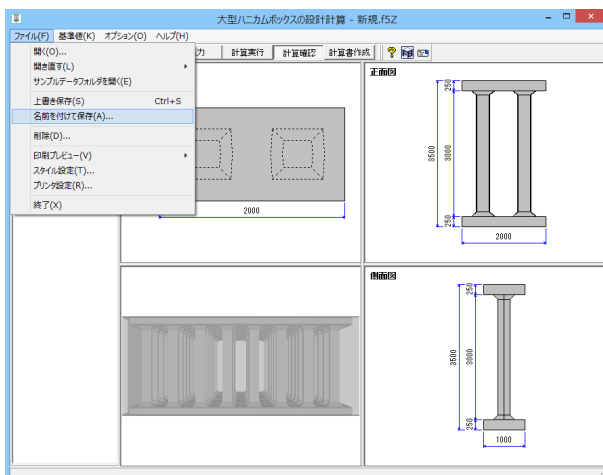 大型ハニカムボックスの設計計算 - 新規.F5Z
ファイル(F) 基準値(K) オプション(O) ヘルプ(H)
力 計算実行 計算確認 計算書作成
開く(O)...
開き直す(L)
サンプルデータフォルダを開く(E)
上書き保存(S) Ctrl+S
名前を付けて保存(A)...
削除(D)...
印刷プレビュー(V)
スタイル設定(T)...
プリンタ設定(R)...
終了(X)
2000
正面図
250
3500
3000
250
2000
側面図
250
3500
3000
250
1000